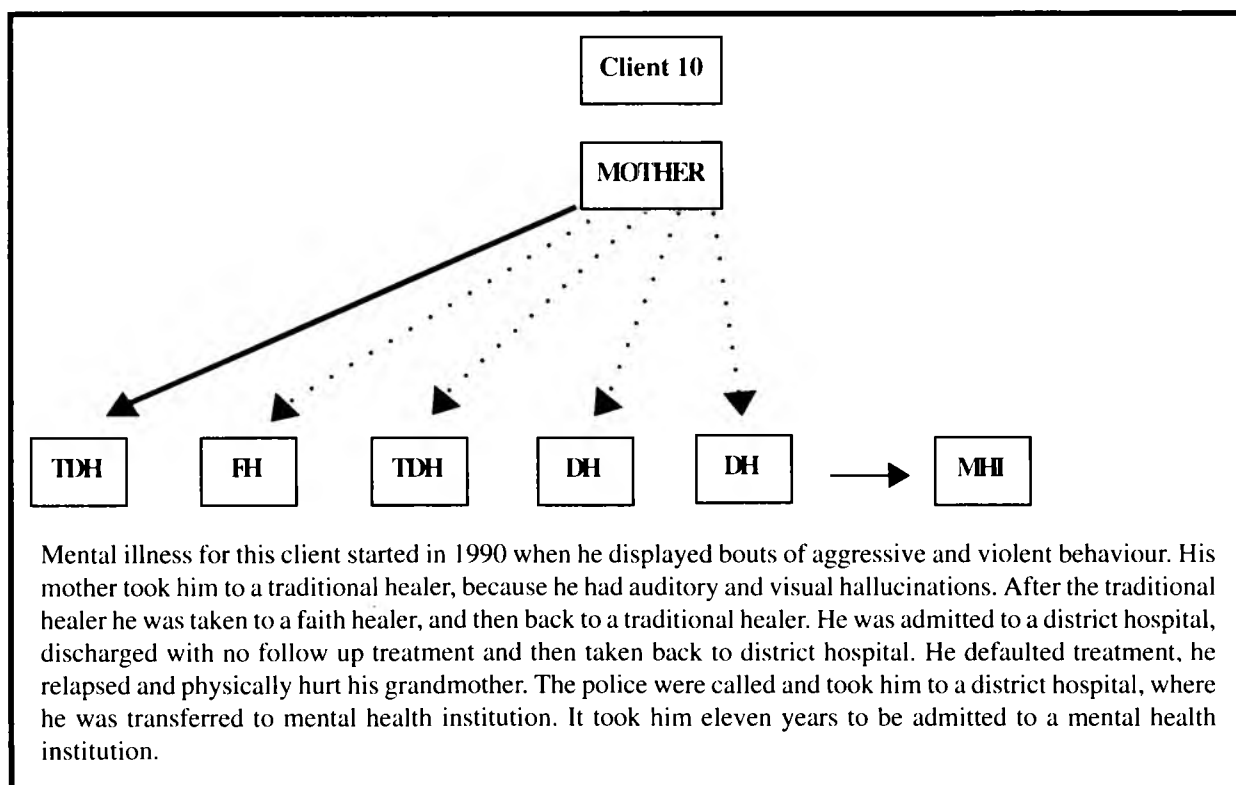 Client 10
MOTHER
TDH FH TDH DH DH MHI
Mental illness for this client started in 1990 when he displayed bouts of aggressive and violent behaviour. His
mother took him to a traditional healer, because he had auditory and visual hallucinations. After the traditional
healer he was taken to a faith healer, and then back to a traditional healer. He was admitted to a district hospital,
discharged with no follow up treatment and then taken back to district hospital. He defaulted treatment, he
relapsed and physically hurt his grandmother. The police were called and took him to a district hospital, where
he was transferred to mental health institution. It took him eleven years to be admitted to a mental health
institution.